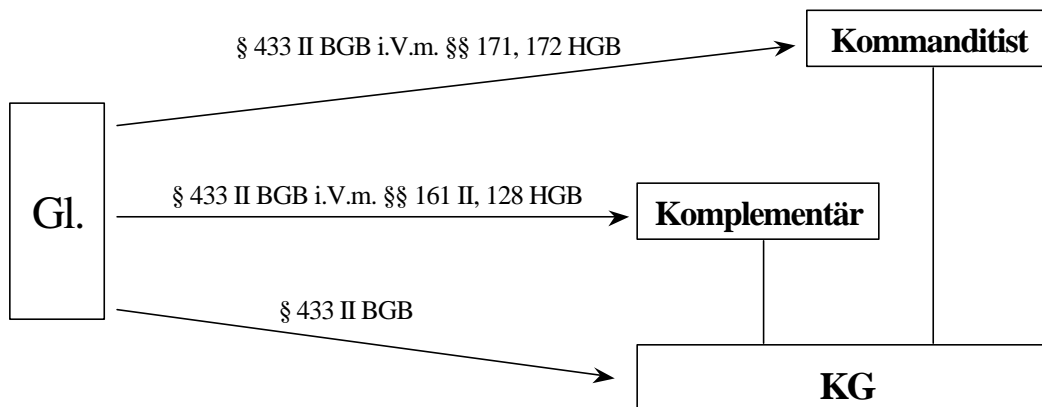 § 433 II BGB i.V.m. §§ 171, 172 HGB
Kommanditist
Gl.
§ 433 II BGB i.V.m. §§ 161 II, 128 HGB
Komplementär
§ 433 II BGB
KG